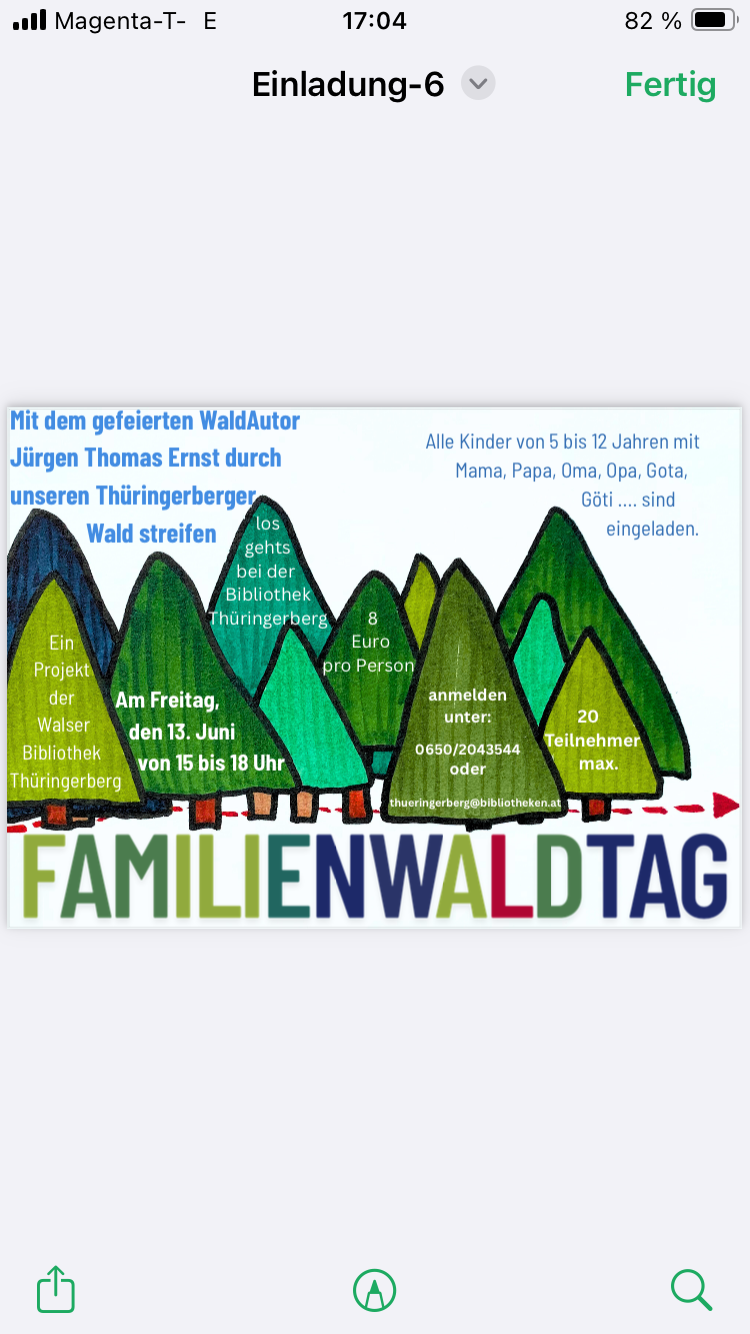 Magenta-T- E 17:04 82 %
Einladung-6 Fertig
Mit dem gefeierten WaldAutor
Jürgen Thomas Ernst durch
unseren Thüringerberger
Wald streifen
Alle Kinder von 5 bis 12 Jahren mit
Mama, Papa, Oma, Opa, Gota,
Göti .... sind
eingeladen.
los
gehts
bei der
Bibliothek
Thüringerberg
8
Euro
pro Person
Ein
Projekt
der
Walser
Bibliothek
Thüringerberg
Am Freitag,
den 13. Juni
von 15 bis 18 Uhr
anmelden
unter:
0650/2043544
oder
thueringerberg@bibliotheken.at
20
Teilnehmer
max.
FAMILIENWALDTAG